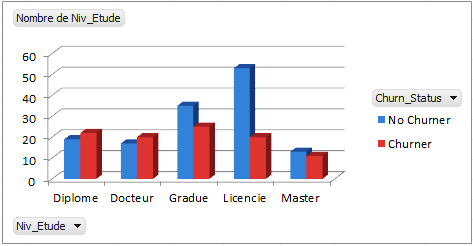 Nombre de Niv_Etude
60
50
40
30
20
10
0
Diplome Docteur Gradue Licencie Master
Churn_Status
No Churner
Churner
Niv_Etude